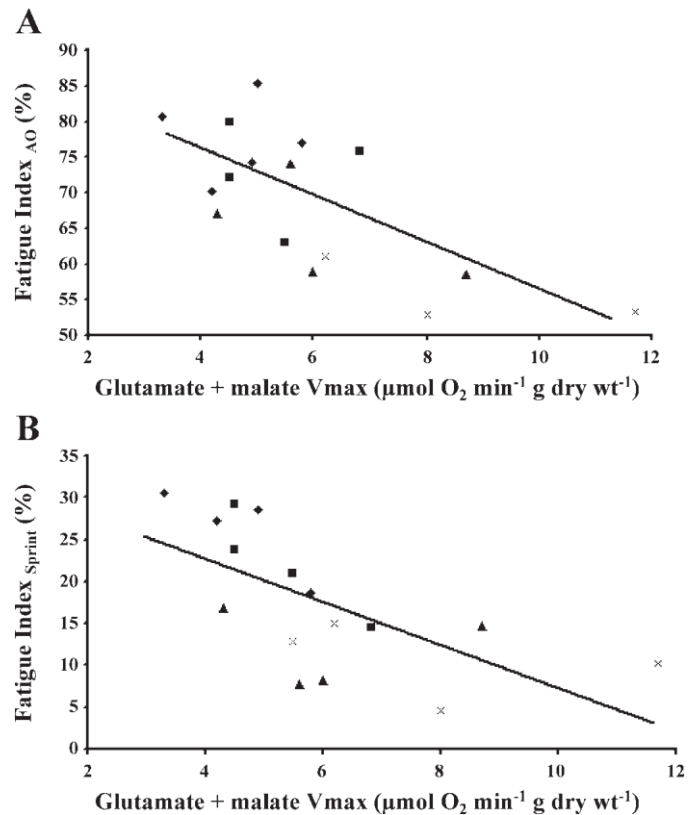 A
Fatigue Index AO (%)
90
85
80
75
70
65
60
55
50
2 4 6 8 10 12
Glutamate + malate Vmax (µmol O₂ min⁻¹ g dry wt⁻¹)
B
Fatigue Index Sprint (%)
35
30
25
20
15
10
5
0
2 4 6 8 10 12
Glutamate + malate Vmax (µmol O₂ min⁻¹ g dry wt⁻¹)